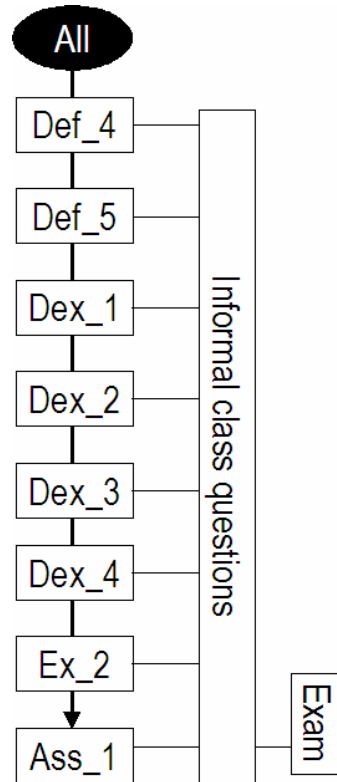 All
Def_4
Def_5
Dex_1
Dex_2
Dex_3
Dex_4
Ex_2
Ass_1
Informal class questions
Exam